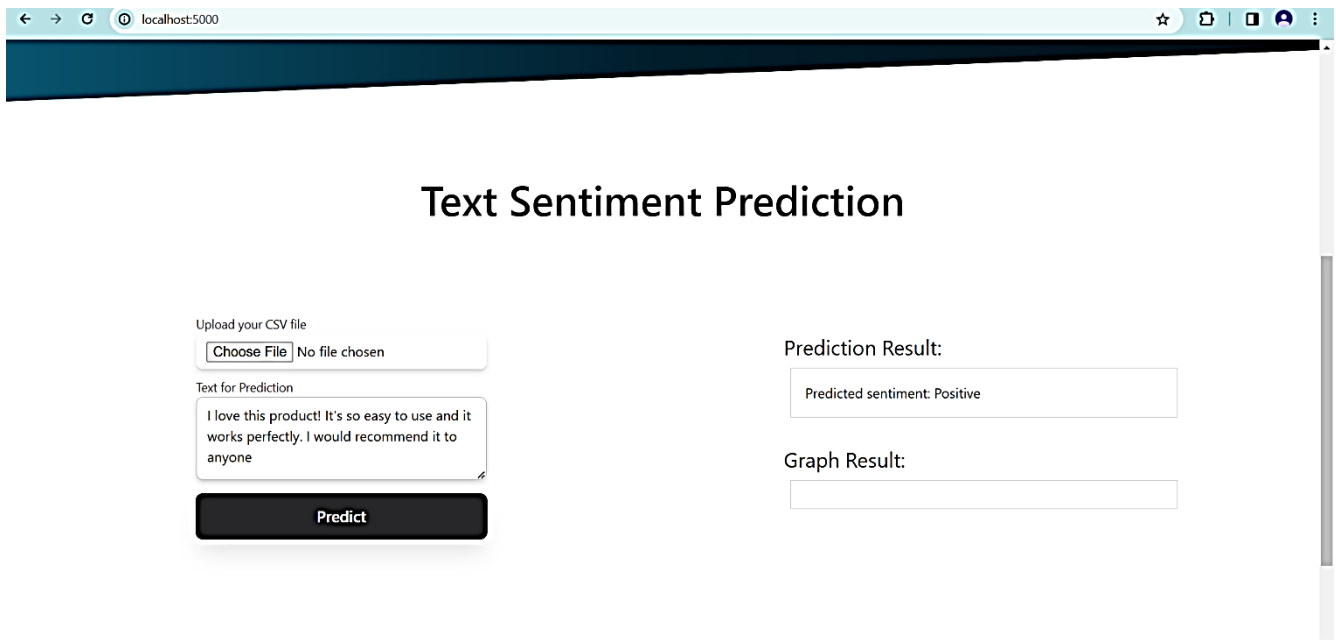 localhost:5000
Text Sentiment Prediction
Upload your CSV file
Choose File No file chosen
Text for Prediction
I love this product! It's so easy to use and it
works perfectly. I would recommend it to
anyone
Predict
Prediction Result:
Predicted sentiment: Positive
Graph Result: